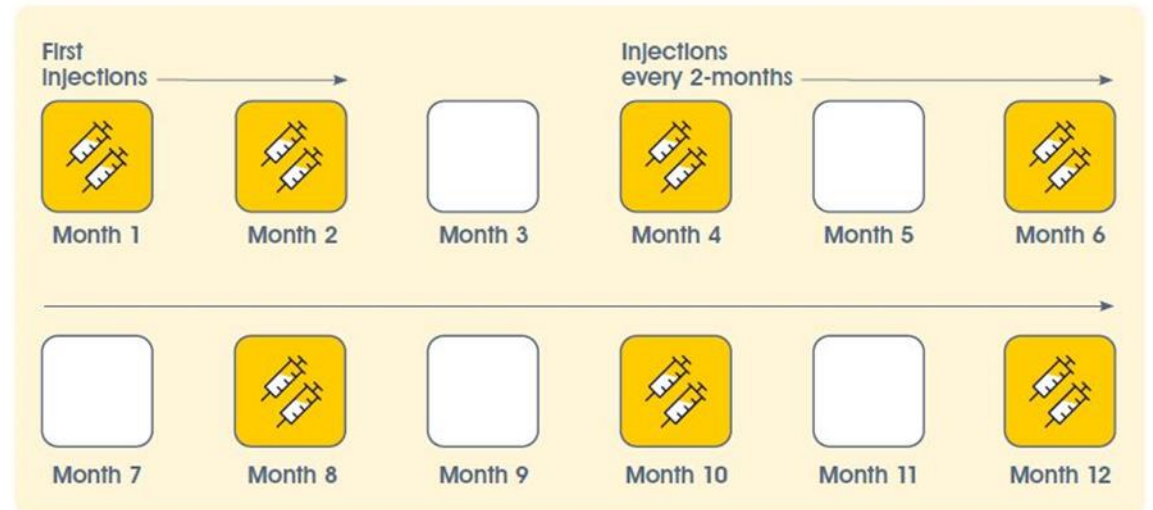 First
Injections
Injections
every 2-months
Month 1
Month 2
Month 3
Month 4
Month 5
Month 6
Month 7
Month 8
Month 9
Month 10
Month 11
Month 12